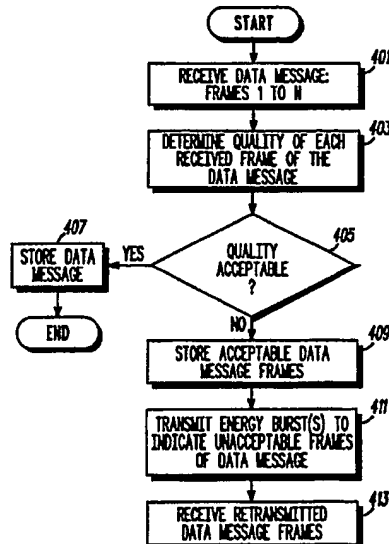 START
401
RECEIVE DATA MESSAGE:
FRAMES 1 TO N
403
DETERMINE QUALITY OF EACH
RECEIVED FRAME OF THE
DATA MESSAGE
407
405
STORE DATA
MESSAGE
YES
QUALITY
ACCEPTABLE
?
END
NO
409
STORE ACCEPTABLE DATA
MESSAGE FRAMES
411
TRANSMIT ENERGY BURST(S) TO
INDICATE UNACCEPTABLE FRAMES
OF DATA MESSAGE
413
RECEIVE RETRANSMITTED
DATA MESSAGE FRAMES